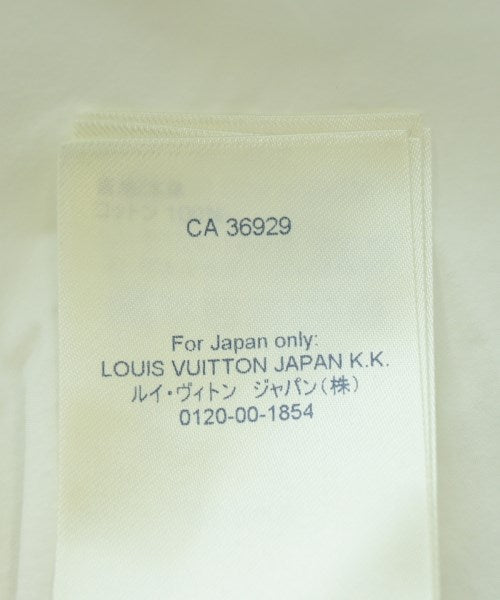 CA 36929
For Japan only:
LOUIS VUITTON JAPAN K.K.
ルイ・ヴィトン ジャパン(株)
0120-00-1854